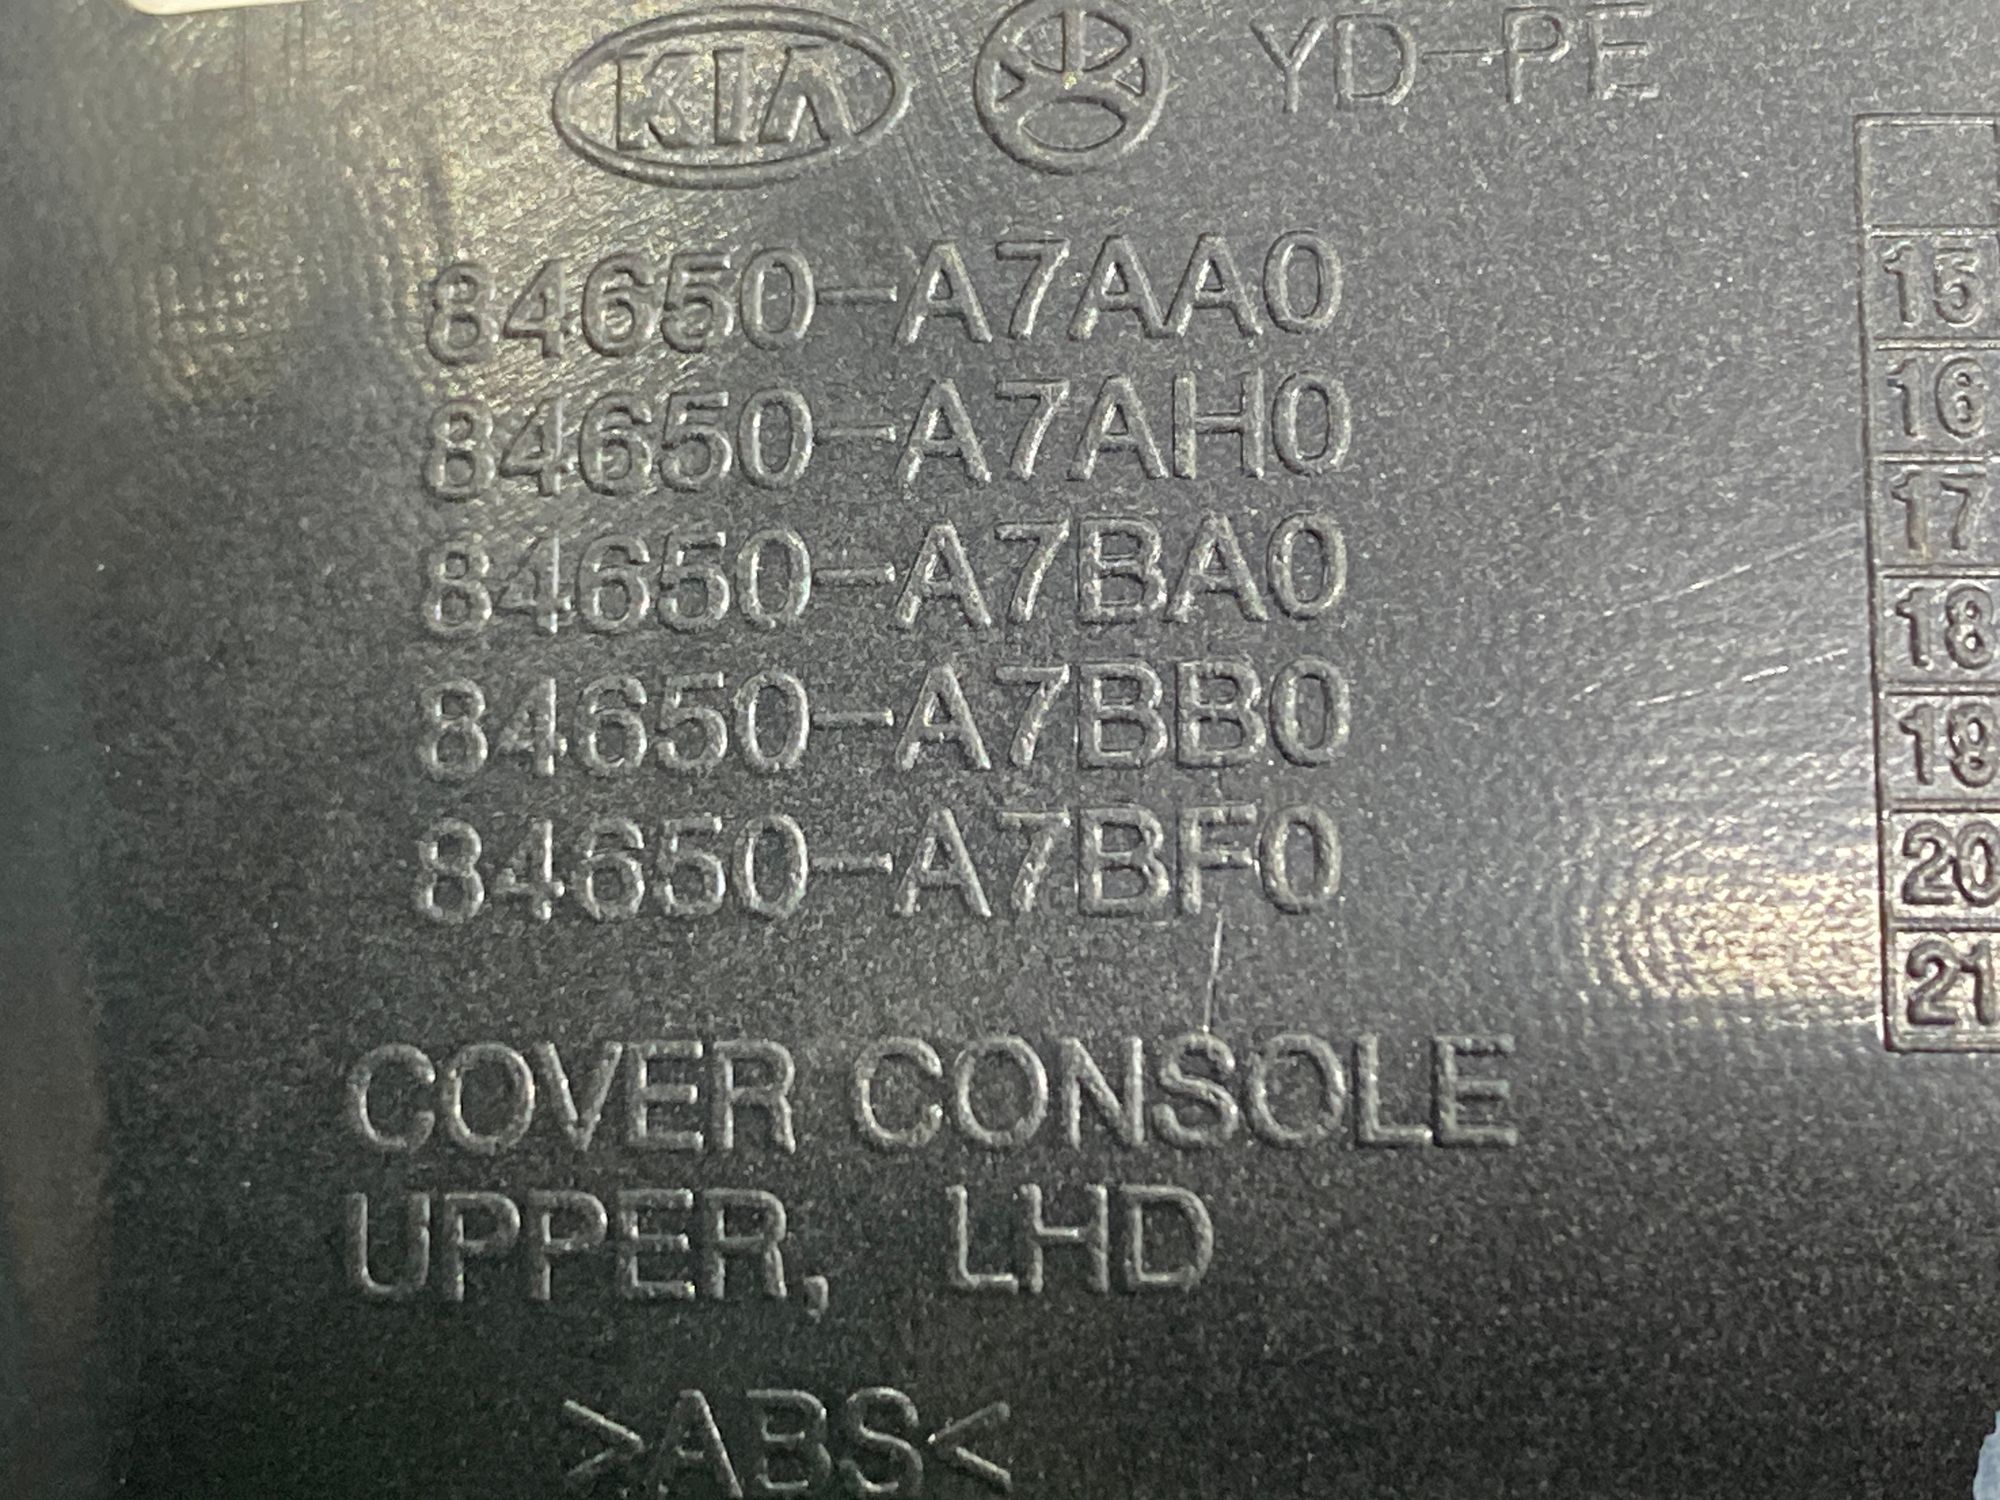 KIA YD-PE
84650-A7AA0
84650-A7AH0
84650-A7BA0
84650-A7BB0
84650-A7BF0
COVER CONSOLE
UPPER, LHD
>ABS<
15
16
17
18
19
20
21